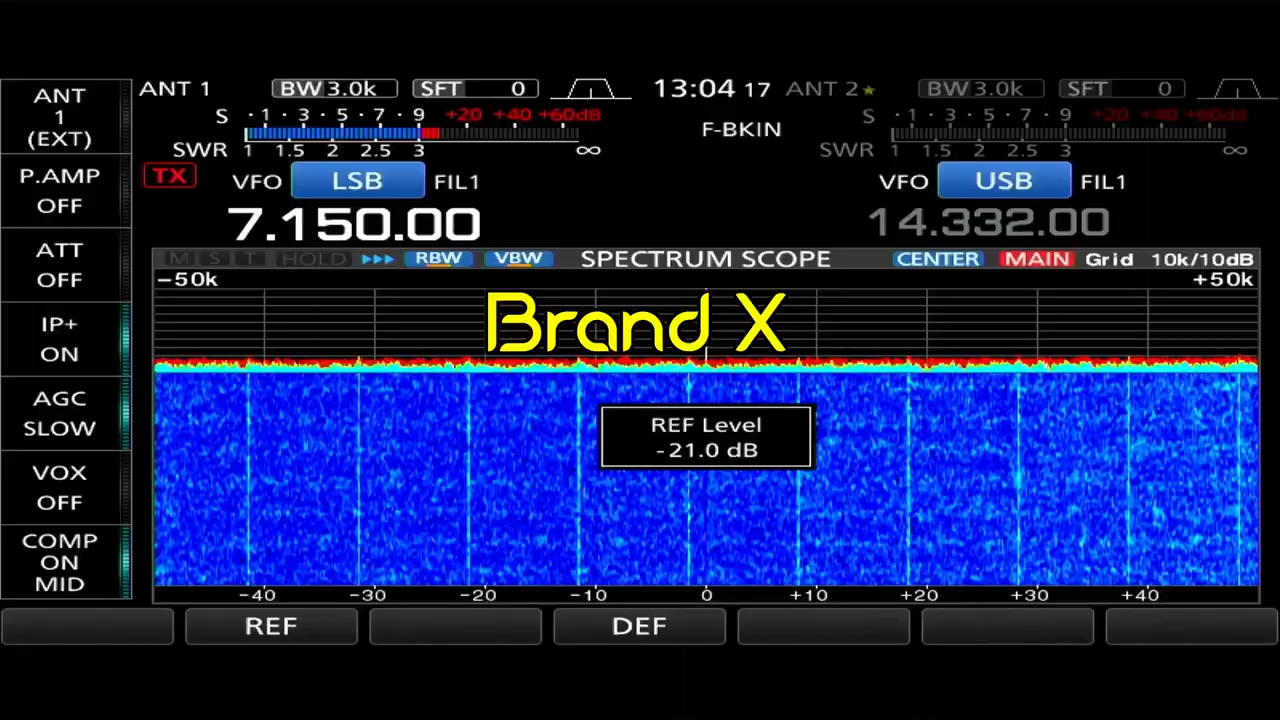 ANT
1
(EXT)
P.AMP
OFF
ATT
OFF
IP+
ON
AGC
SLOW
VOX
OFF
COMP
ON
MID
ANT 1 BW 3.0k SFT 0 13:04 17 ANT 2★ BW 3.0k SFT 0
S ·1·3·5·7·9 +20 +40 +60dB F-BKIN S ·1·3·5·7·9 +20 +40 +60dB
SWR 1 1.5 2 2.5 3 ∞ SWR 1 1.5 2 2.5 3 ∞
TX VFO LSB FIL1 VFO USB FIL1
7.150.00 14.332.00
M S T HOLD RBW VBW SPECTRUM SCOPE CENTER MAIN Grid 10k/10dB
-50k +50k
Brand X
REF Level
-21.0 dB
-40 -30 -20 -10 0 +10 +20 +30 +40
REF DEF